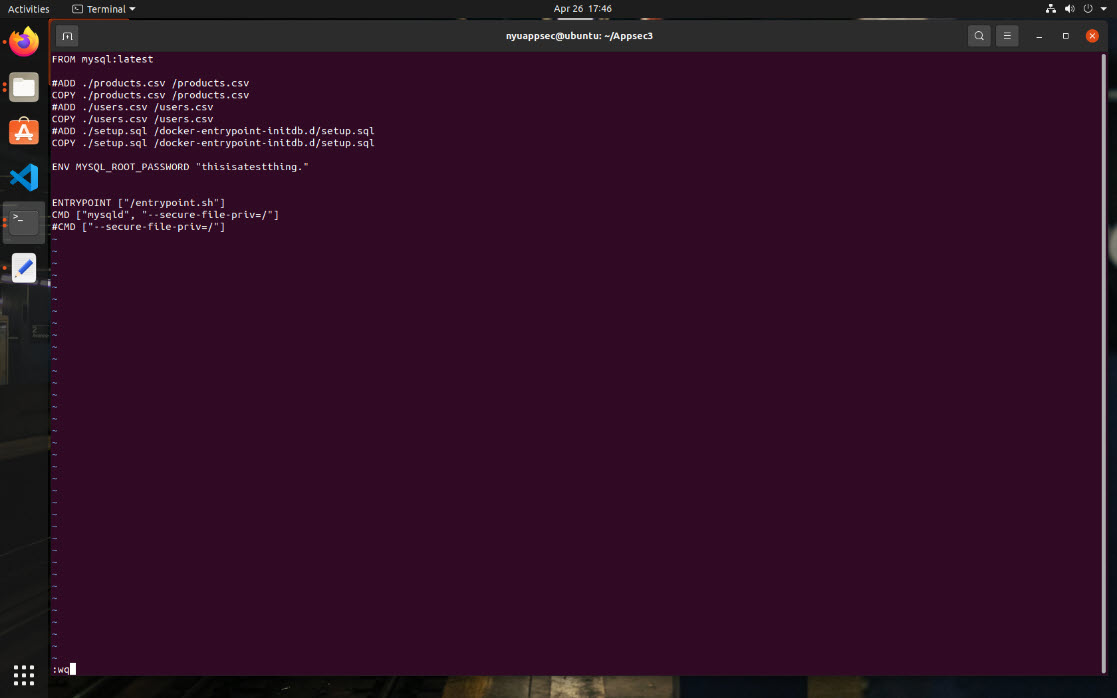 Activities
Terminal
Apr 26 17:46
nyuappsec@ubuntu: ~/Appsec3
FROM mysql:latest
#ADD ./products.csv /products.csv
COPY ./products.csv /products.csv
#ADD ./users.csv /users.csv
COPY ./users.csv /users.csv
#ADD ./setup.sql /docker-entrypoint-initdb.d/setup.sql
COPY ./setup.sql /docker-entrypoint-initdb.d/setup.sql
ENV MYSQL_ROOT_PASSWORD "thisisatestthing."
ENTRYPOINT ["/entrypoint.sh"]
CMD ["mysqld", "--secure-file-priv=/"]
#CMD ["--secure-file-priv=/"]
:wq